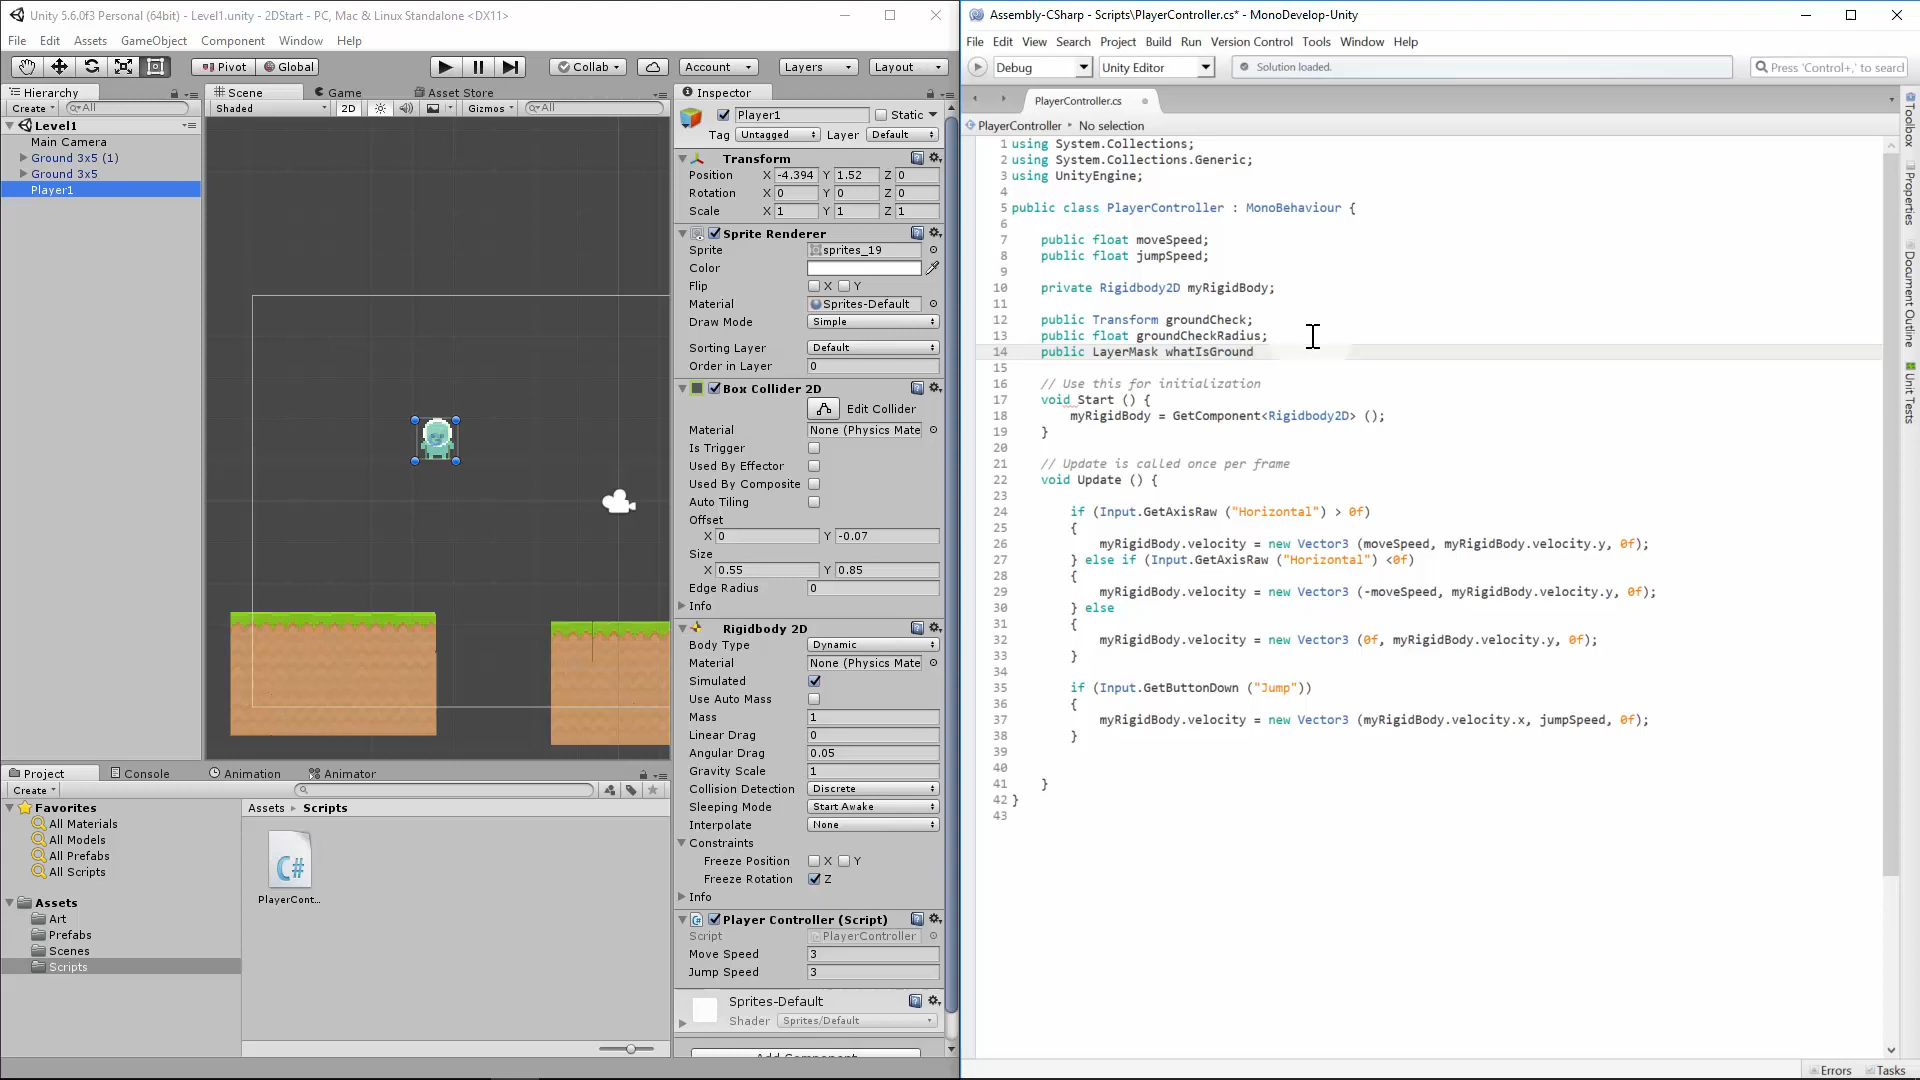 Unity 5.6.0f3 Personal (64bit) - Level1.unity - 2DStart - PC, Mac & Linux Standalone <DX11>
File Edit Assets GameObject Component Window Help
Pivot Global Collab Account Layers Layout
Hierarchy
Create All
Level1
Main Camera
Ground 3x5 (1)
Ground 3x5
Player1
Scene Game Asset Store
Shaded 2D Gizmos All
Inspector
Player1 Static
Tag Untagged Layer Default
Transform
Position X -4.394 Y 1.52 Z 0
Rotation X 0 Y 0 Z 0
Scale X 1 Y 1 Z 1
Sprite Renderer
Sprite sprites_19
Color
Flip X Y
Material Sprites-Default
Draw Mode Simple
Sorting Layer Default
Order in Layer 0
Box Collider 2D
Edit Collider
Material None (Physics Mate
Is Trigger
Used By Effector
Used By Composite
Auto Tiling
Offset
X 0 Y -0.07
Size
X 0.55 Y 0.85
Edge Radius 0
Info
Rigidbody 2D
Body Type Dynamic
Material None (Physics Mate
Simulated
Use Auto Mass
Mass 1
Linear Drag 0
Angular Drag 0.05
Gravity Scale 1
Collision Detection Discrete
Sleeping Mode Start Awake
Interpolate None
Constraints
Freeze Position X Y
Freeze Rotation Z
Info
Player Controller (Script)
Script PlayerController
Move Speed 3
Jump Speed 3
Sprites-Default
Shader Sprites/Default
Add Component
Project Console Animation Animator
Create
Favorites
All Materials
All Models
All Prefabs
All Scripts
Assets
Art
Prefabs
Scenes
Scripts
Assets Scripts
C#
PlayerCont...
Assembly-CSharp - Scripts\PlayerController.cs* - MonoDevelop-Unity
File Edit View Search Project Build Run Version Control Tools Window Help
Debug Unity Editor Solution loaded. Press 'Control+,' to search
PlayerController.cs
PlayerController No selection
1 using System.Collections;
2 using System.Collections.Generic;
3 using UnityEngine;
4
5 public class PlayerController : MonoBehaviour {
6
7 public float moveSpeed;
8 public float jumpSpeed;
9
10 private Rigidbody2D myRigidBody;
11
12 public Transform groundCheck;
13 public float groundCheckRadius;
14 public LayerMask whatIsGround
15
16 // Use this for initialization
17 void Start () {
18 myRigidBody = GetComponent<Rigidbody2D> ();
19 }
20
21 // Update is called once per frame
22 void Update () {
23
24 if (Input.GetAxisRaw ("Horizontal") > 0f)
25 {
26 myRigidBody.velocity = new Vector3 (moveSpeed, myRigidBody.velocity.y, 0f);
27 } else if (Input.GetAxisRaw ("Horizontal") <0f)
28 {
29 myRigidBody.velocity = new Vector3 (-moveSpeed, myRigidBody.velocity.y, 0f);
30 } else
31 {
32 myRigidBody.velocity = new Vector3 (0f, myRigidBody.velocity.y, 0f);
33 }
34
35 if (Input.GetButtonDown ("Jump"))
36 {
37 myRigidBody.velocity = new Vector3 (myRigidBody.velocity.x, jumpSpeed, 0f);
38 }
39
40
41 }
42 }
43
Toolbox
Properties
Document Outline
Unit Tests
Errors Tasks